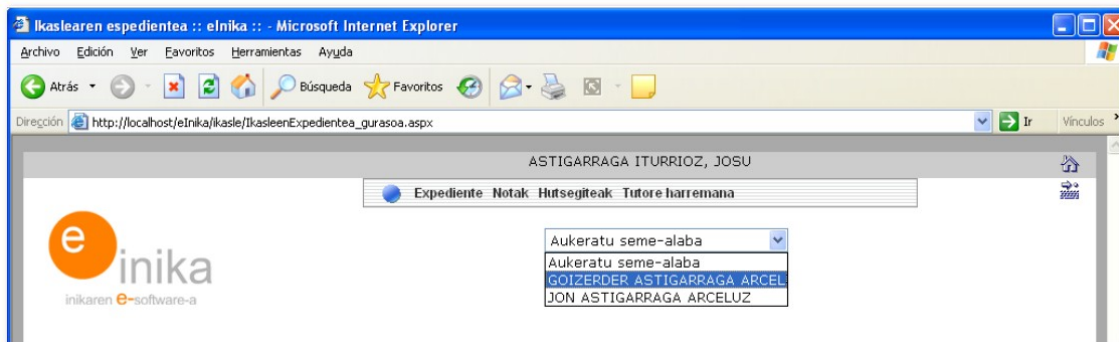 Ikaslearen espedientea :: eInika :: - Microsoft Internet Explorer
Archivo Edición Ver Favoritos Herramientas Ayuda
Atrás Búsqueda Favoritos
Dirección http://localhost/eInika/ikasle/IkasleenExpedientea_gurasoa.aspx Ir Vínculos
ASTIGARRAGA ITURRIOZ, JOSU
Expediente Notak Hutsegiteak Tutore harremana
Aukeratu seme-alaba
Aukeratu seme-alaba
GOIZERDER ASTIGARRAGA ARCEL
JON ASTIGARRAGA ARCELUZ
e inika
inikaren e-software-a